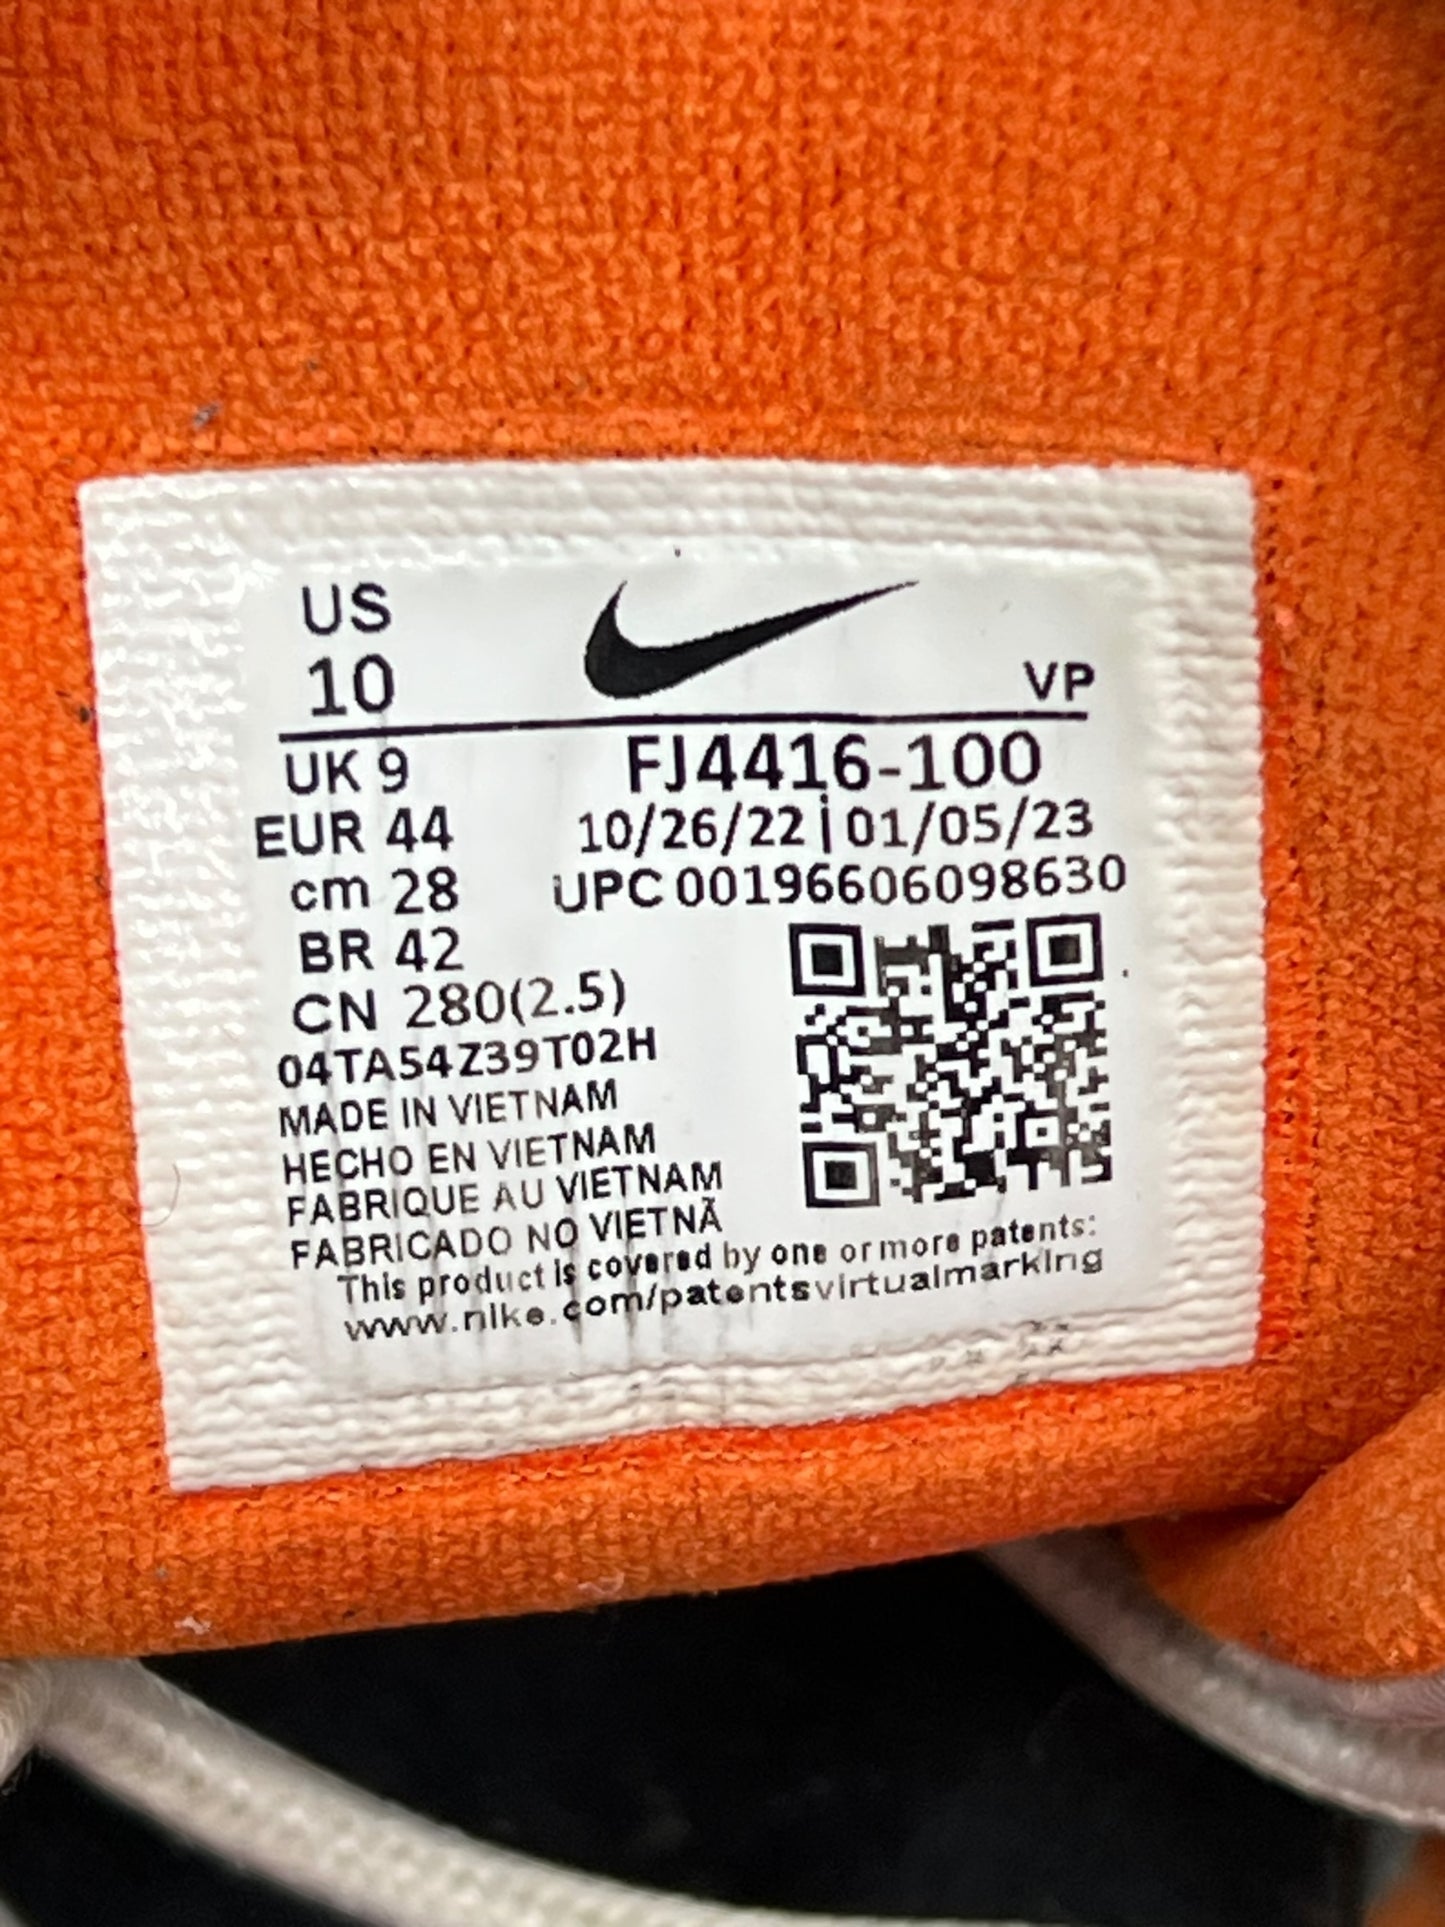 US
10
VP
UK 9
FJ4416-100
EUR 44
10/26/22 | 01/05/23
cm 28
UPC 00196606098630
BR 42
CN 280(2.5)
04TA54Z39T02H
MADE IN VIETNAM
HECHO EN VIETNAM
FABRIQUE AU VIETNAM
FABRICADO NO VIETNÃ
This product is covered by one or more patents:
www.nike.com/patentsvirtualmarking